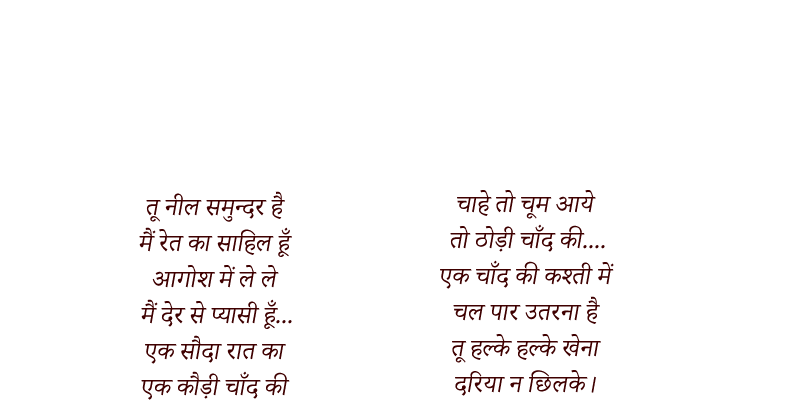 तू नील समुन्दर है
मैं रेत का साहिल हूँ
आगोश में ले ले
मैं देर से प्यासी हूँ...
एक सौदा रात का
एक कौड़ी चाँद की
चाहे तो चूम आये
तो ठोड़ी चाँद की....
एक चाँद की कश्ती में
चल पार उतरना है
तू हल्के हल्के खेना
दरिया न छिलके।